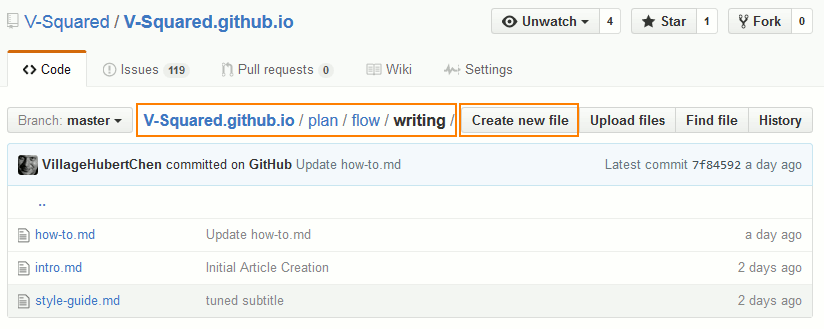 V-Squared / V-Squared.github.io Unwatch 4 Star 1 Fork 0
Code Issues 119 Pull requests 0 Wiki Settings
Branch: master V-Squared.github.io / plan / flow / writing / Create new file Upload files Find file History
VillageHubertChen committed on GitHub Update how-to.md Latest commit 7f84592 a day ago
..
how-to.md Update how-to.md a day ago
intro.md Initial Article Creation 2 days ago
style-guide.md tuned subtitle 2 days ago